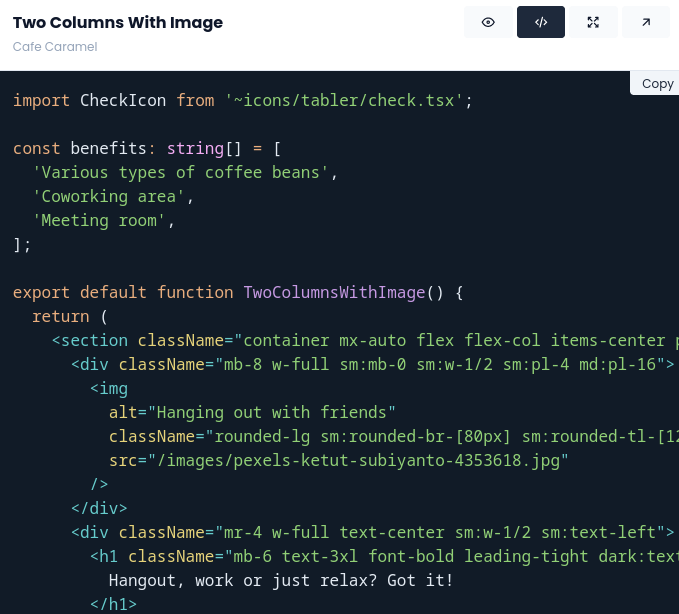 Two Columns With Image
Cafe Caramel
Copy
import CheckIcon from '~icons/tabler/check.tsx';
const benefits: string[] = [
'Various types of coffee beans',
'Coworking area',
'Meeting room',
];
export default function TwoColumnsWithImage() {
return (
<section className="container mx-auto flex flex-col items-center
<div className="mb-8 w-full sm:mb-0 sm:w-1/2 sm:pl-4 md:pl-16">
<img
alt="Hanging out with friends"
className="rounded-lg sm:rounded-br-[80px] sm:rounded-tl-[12
src="/images/pexels-ketut-subiyanto-4353618.jpg"
/>
</div>
<div className="mr-4 w-full text-center sm:w-1/2 sm:text-left">
<h1 className="mb-6 text-3xl font-bold leading-tight dark:text
Hangout, work or just relax? Got it!
</h1>